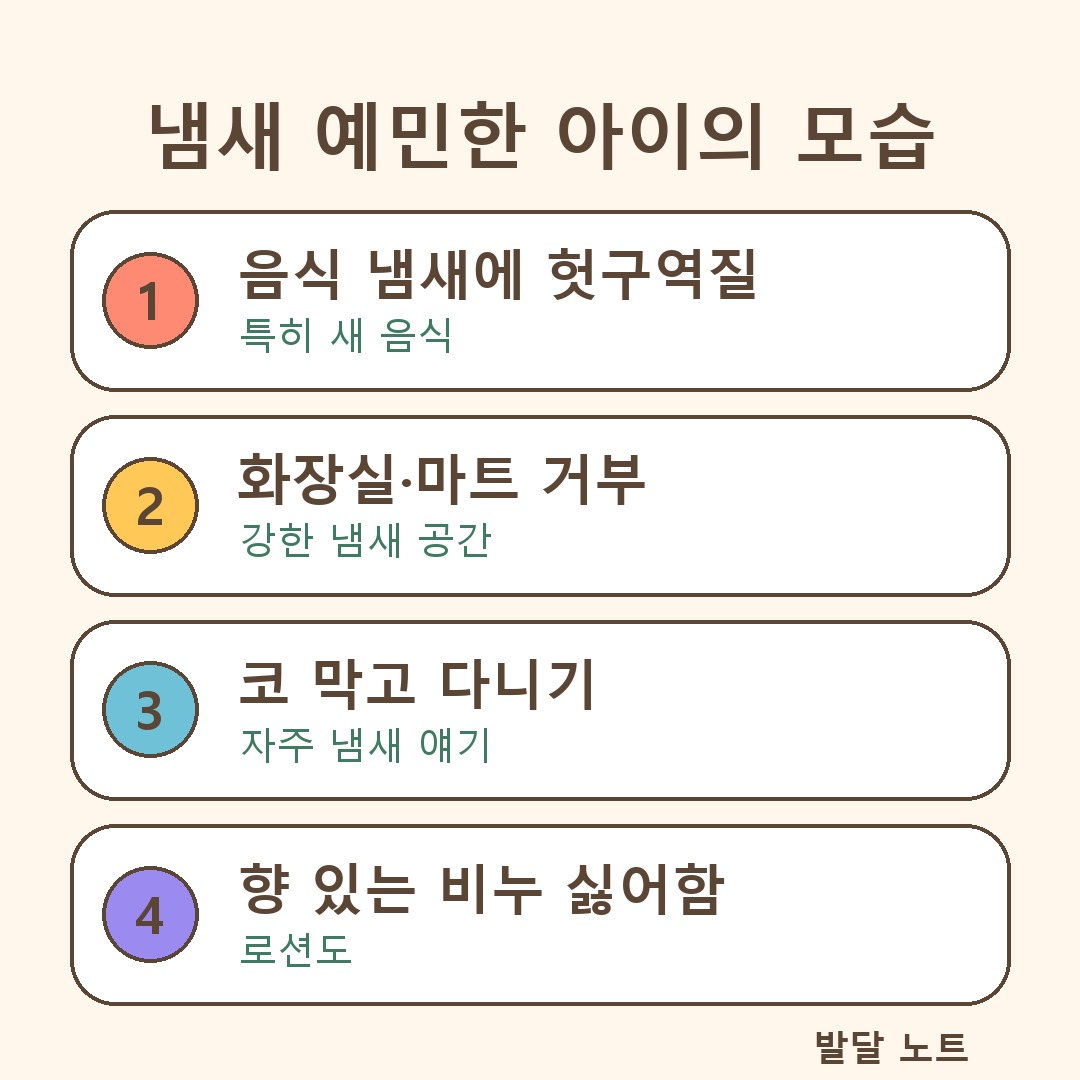 냄새 예민한 아이의 모습
1
음식 냄새에 헛구역질
특히 새 음식
2
화장실·마트 거부
강한 냄새 공간
3
코 막고 다니기
자주 냄새 얘기
4
향 있는 비누 싫어함
로션도
발달 노트